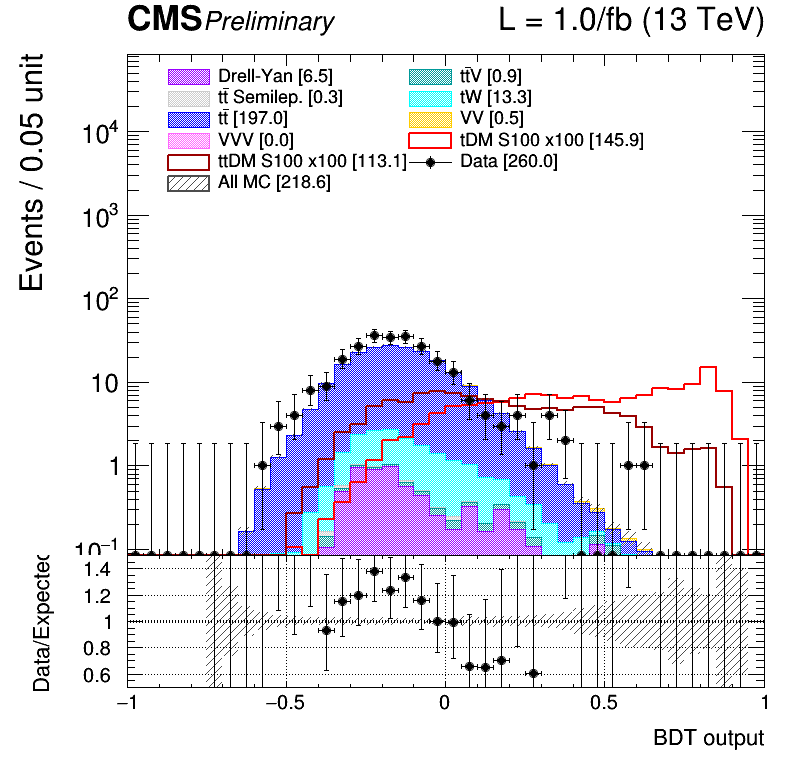 CMS Preliminary L = 1.0/fb (13 TeV)
Events / 0.05 unit
Drell-Yan [6.5] tt̄V [0.9]
tt̄ Semilep. [0.3] tW [13.3]
tt̄ [197.0] VV [0.5]
VVV [0.0] tDM S100 x100 [145.9]
ttDM S100 x100 [113.1] Data [260.0]
All MC [218.6]
10⁴
10³
10²
10
1
10⁻¹
Data/Expected
1.4
1.2
1
0.8
0.6
−1 −0.5 0 0.5 1
BDT output